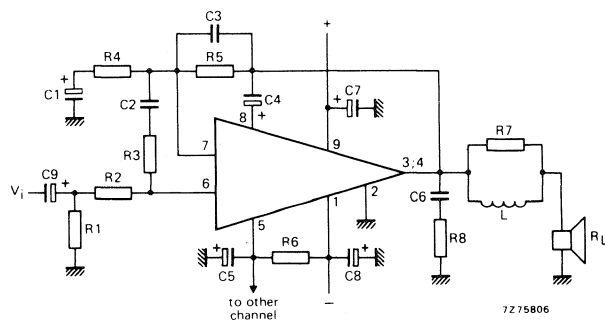 C3
+
R4
R5
C1
+
C2
C4
+
8
+
C7
9
R7
7
R3
3;4
6
C6
L
Vi
C9
+
R2
2
1
5
R1
R6
R8
RL
+
C5
C8
+
to other
channel
−
7Z75806